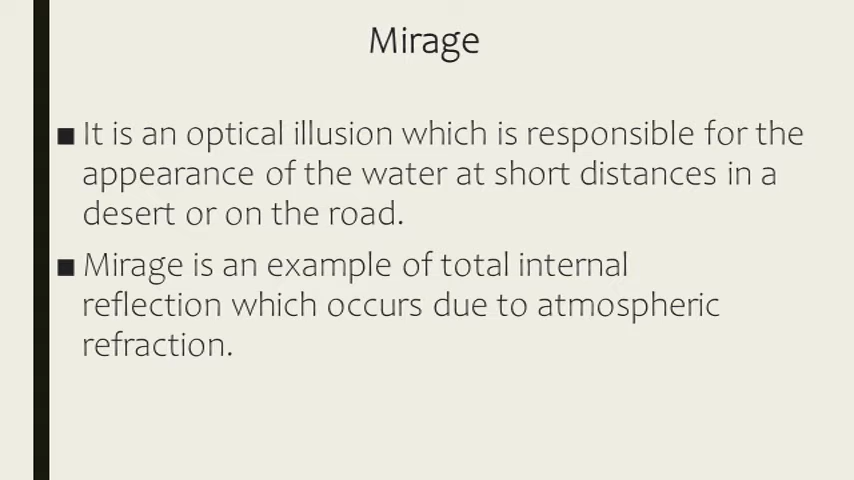 Mirage
■ It is an optical illusion which is responsible for the
appearance of the water at short distances in a
desert or on the road.
■ Mirage is an example of total internal
reflection which occurs due to atmospheric
refraction.